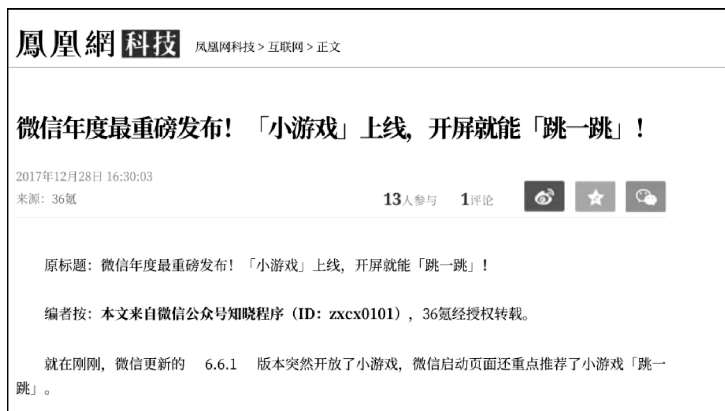 鳳凰網科技 凤凰网科技 > 互联网 > 正文
微信年度最重磅发布！「小游戏」上线，开屏就能「跳一跳」！
2017年12月28日 16:30:03
来源：36氪 13人参与 1评论
原标题：微信年度最重磅发布！「小游戏」上线，开屏就能「跳一跳」！
编者按：本文来自微信公众号知晓程序（ID：zxcx0101），36氪经授权转载。
就在刚刚，微信更新的 6.6.1 版本突然开放了小游戏，微信启动页面还重点推荐了小游戏「跳一
跳」。